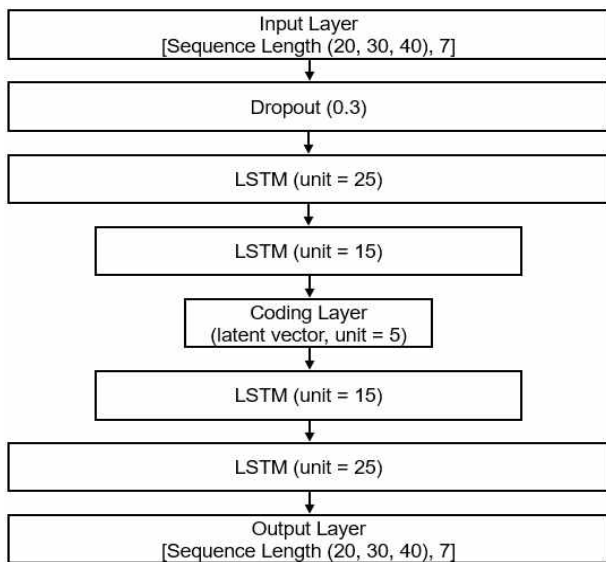 Input Layer
[Sequence Length (20, 30, 40), 7]
Dropout (0.3)
LSTM (unit = 25)
LSTM (unit = 15)
Coding Layer
(latent vector, unit = 5)
LSTM (unit = 15)
LSTM (unit = 25)
Output Layer
[Sequence Length (20, 30, 40), 7]